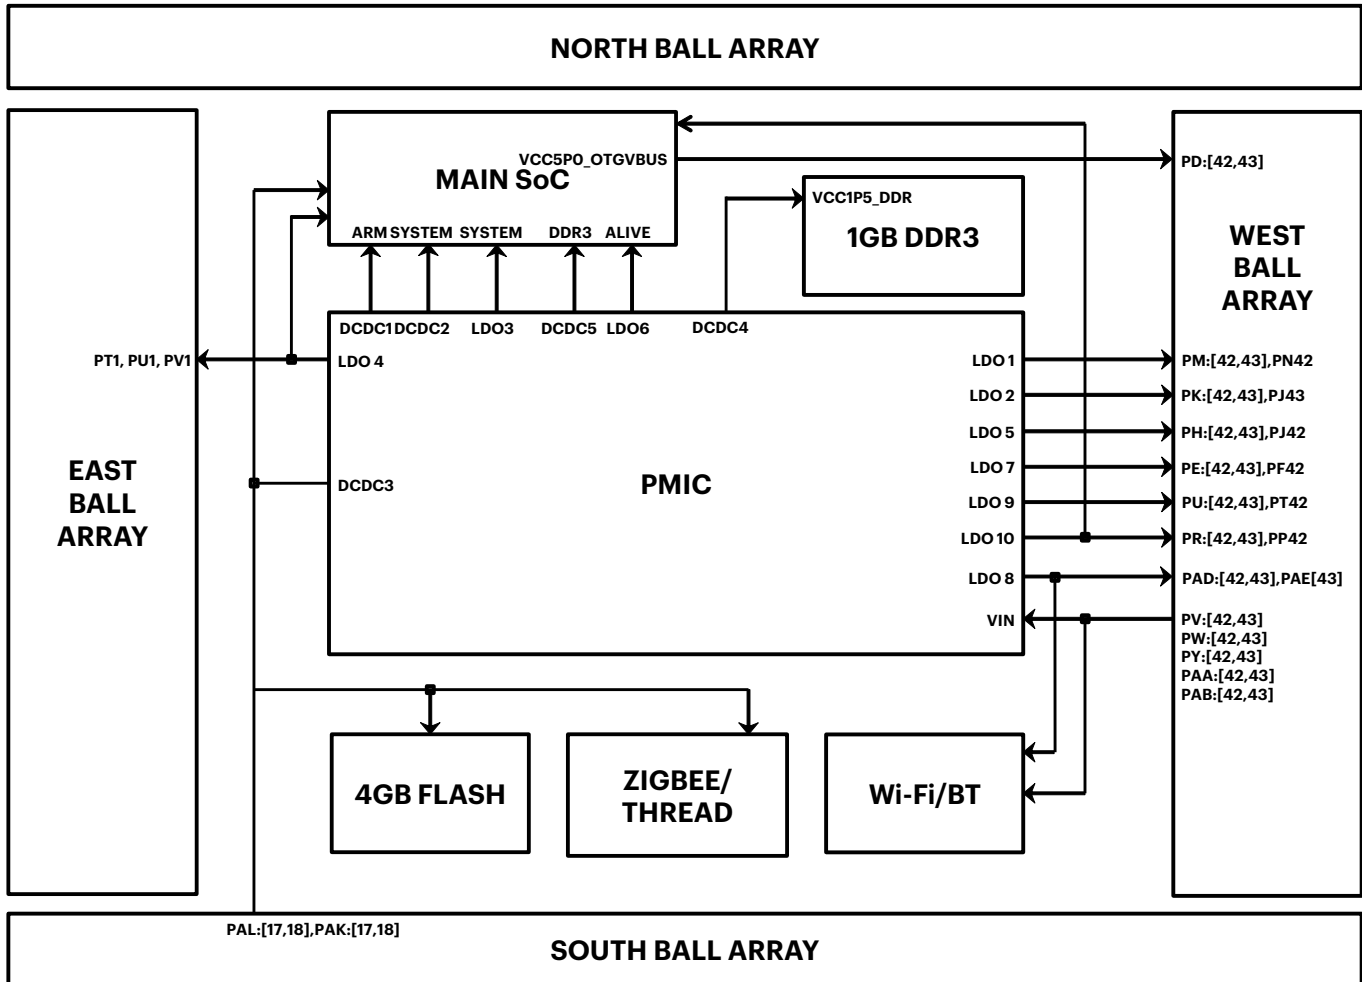 NORTH BALL ARRAY
VCC5P0_OTGVBUS
MAIN SoC
ARM SYSTEM SYSTEM DDR3 ALIVE
PD:[42,43]
VCC1P5_DDR
1GB DDR3
WEST
BALL
ARRAY
DCDC1 DCDC2 LDO3 DCDC5 LDO6 DCDC4
PT1, PU1, PV1
LDO 4
LDO 1
PM:[42,43],PN42
LDO 2
PK:[42,43],PJ43
LDO 5
PH:[42,43],PJ42
LDO 7
PE:[42,43],PF42
EAST
BALL
ARRAY
DCDC3
PMIC
LDO 9
PU:[42,43],PT42
LDO 10
PR:[42,43],PP42
LDO 8
PAD:[42,43],PAE[43]
VIN
PV:[42,43]
PW:[42,43]
PY:[42,43]
PAA:[42,43]
PAB:[42,43]
4GB FLASH
ZIGBEE/
THREAD
Wi-Fi/BT
PAL:[17,18],PAK:[17,18]
SOUTH BALL ARRAY